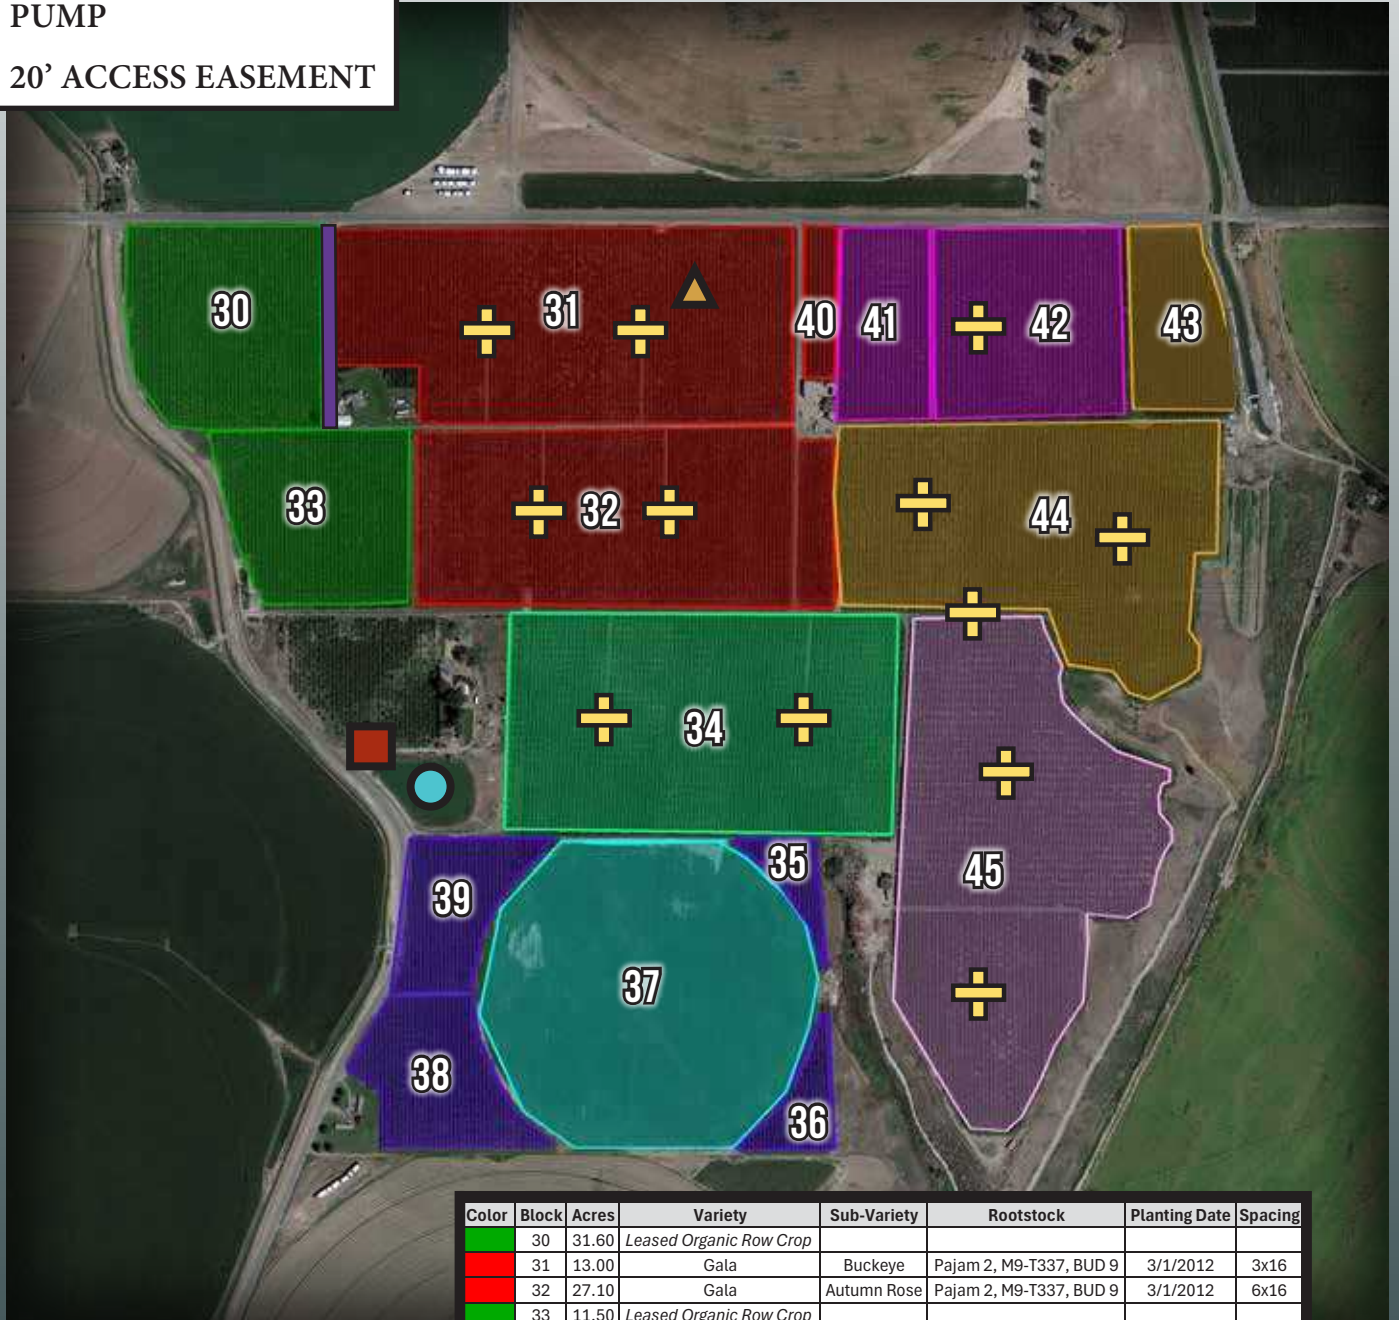 PUMP
20’ ACCESS EASEMENT
30
31
40
41
42
43
33
32
44
34
35
39
45
37
38
36
Color Block Acres Variety Sub-Variety Rootstock Planting Date Spacing
30 31.60 Leased Organic Row Crop
31 13.00 Gala Buckeye Pajam 2, M9-T337, BUD 9 3/1/2012 3x16
32 27.10 Gala Autumn Rose Pajam 2, M9-T337, BUD 9 3/1/2012 6x16
33 11.50 Leased Organic Row Crop